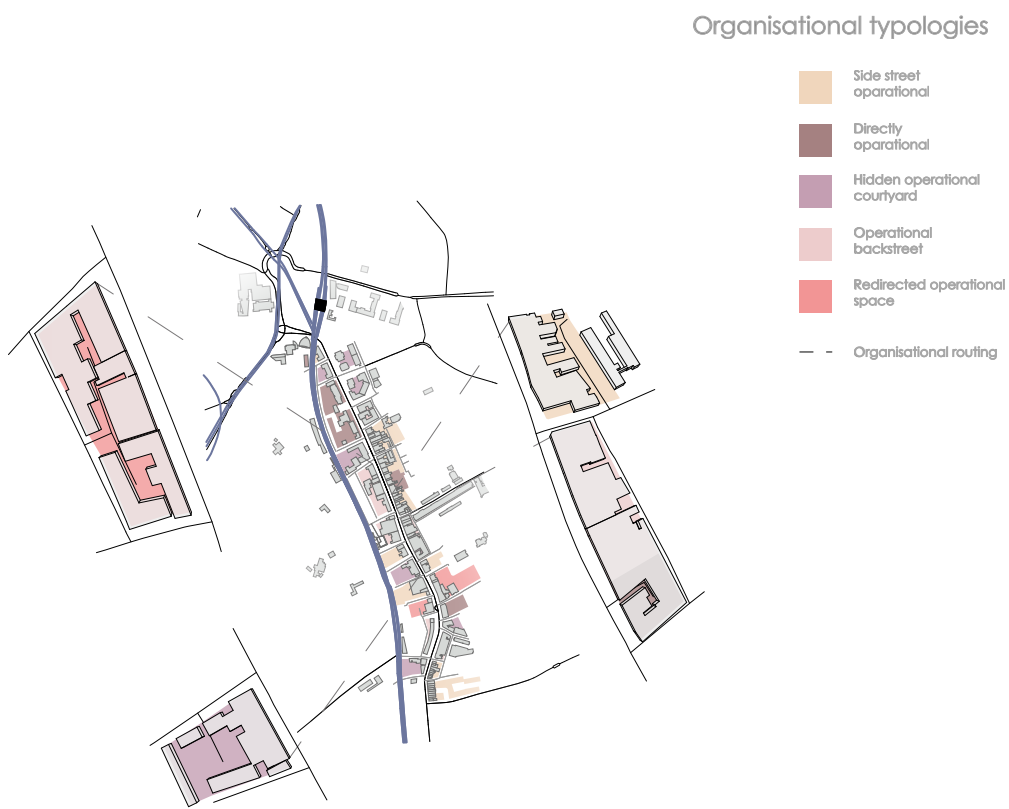 Organisational typologies
Side street
oparational
Directly
oparational
Hidden operational
courtyard
Operational
backstreet
Redirected operational
space
Organisational routing